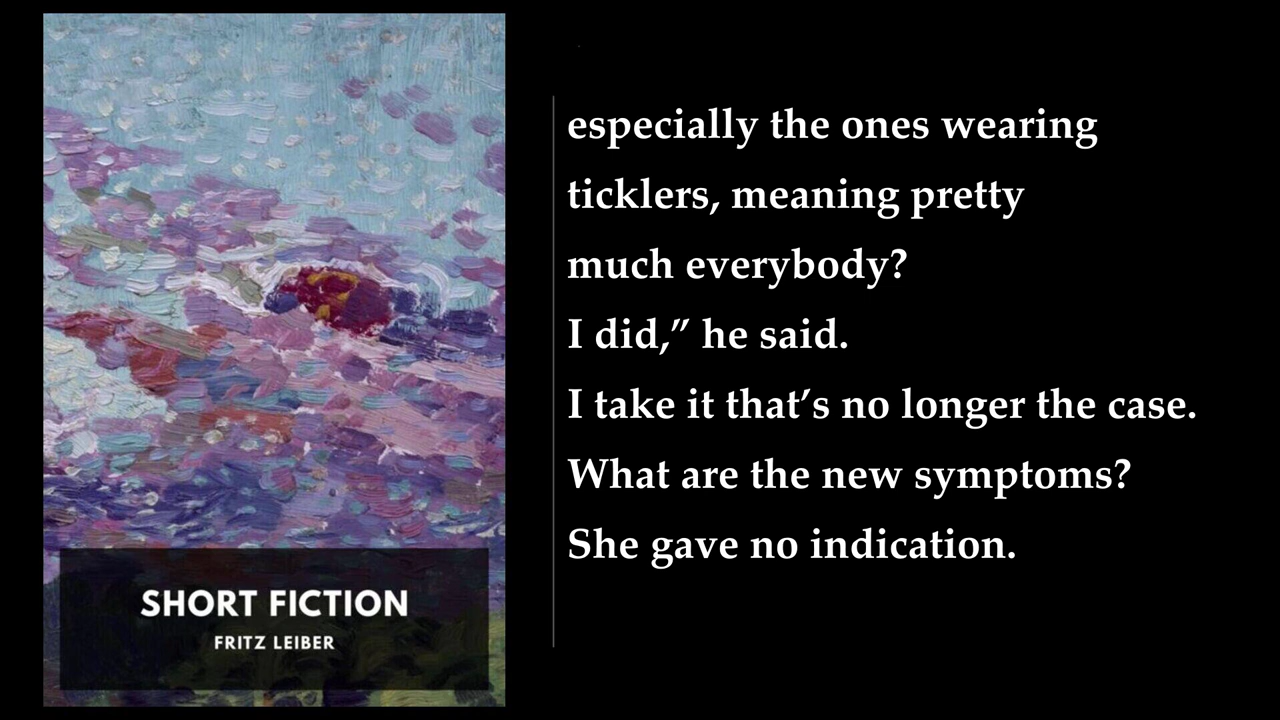 especially the ones wearing
ticklers, meaning pretty
much everybody?
I did,” he said.
I take it that’s no longer the case.
What are the new symptoms?
She gave no indication.
SHORT FICTION
FRITZ LEIBER